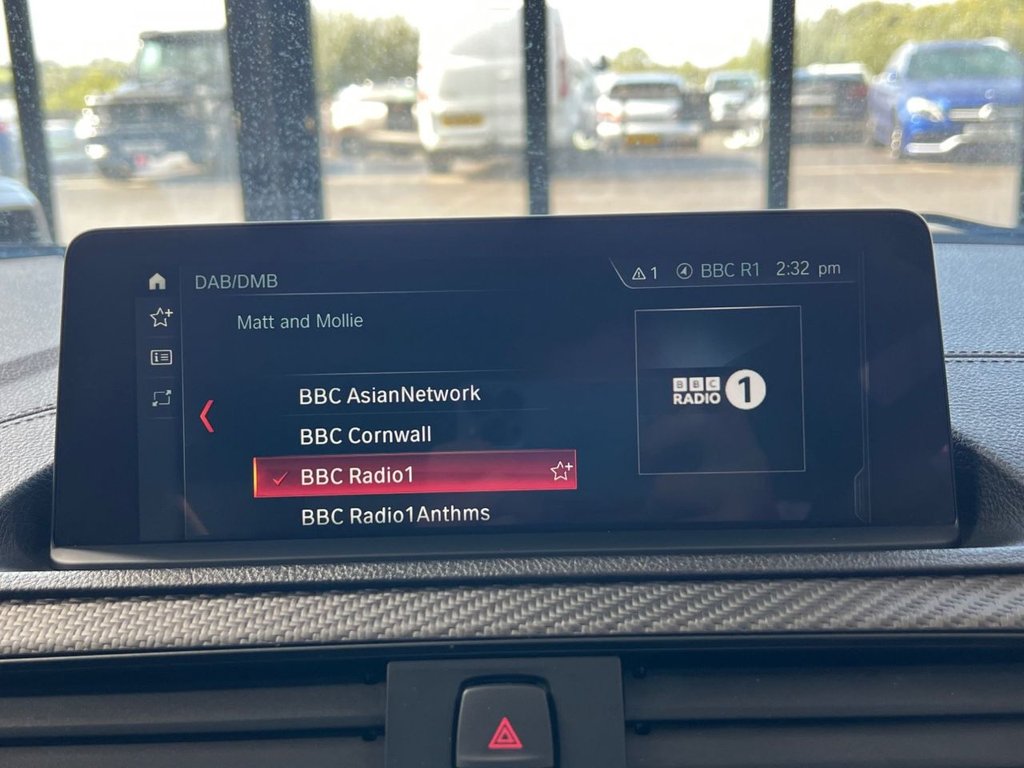 DAB/DMB
1 BBC R1 2:32 pm
Matt and Mollie
BBC AsianNetwork
BBC Cornwall
BBC Radio1
BBC Radio1Anthms
BBC
RADIO 1